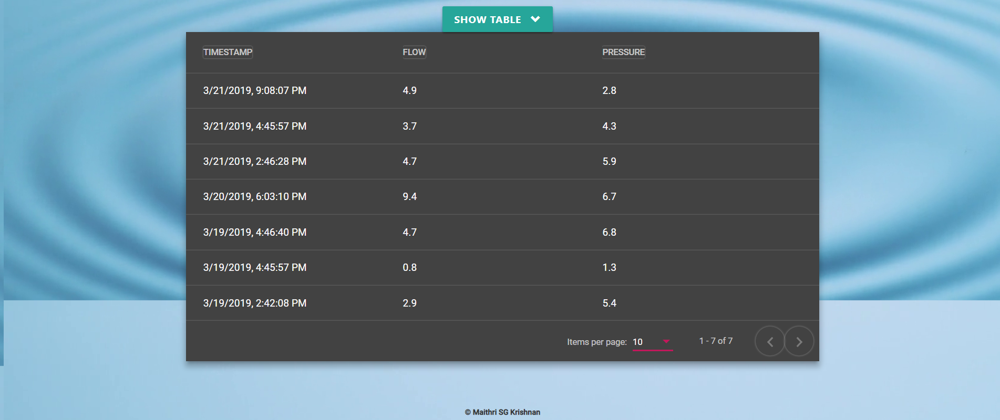 SHOW TABLE
TIMESTAMP FLOW PRESSURE
3/21/2019, 9:08:07 PM 4.9 2.8
3/21/2019, 4:45:57 PM 3.7 4.3
3/21/2019, 2:46:28 PM 4.7 5.9
3/20/2019, 6:03:10 PM 9.4 6.7
3/19/2019, 4:46:40 PM 4.7 6.8
3/19/2019, 4:45:57 PM 0.8 1.3
3/19/2019, 2:42:08 PM 2.9 5.4
Items per page: 10 1 - 7 of 7
© Maithri SG Krishnan